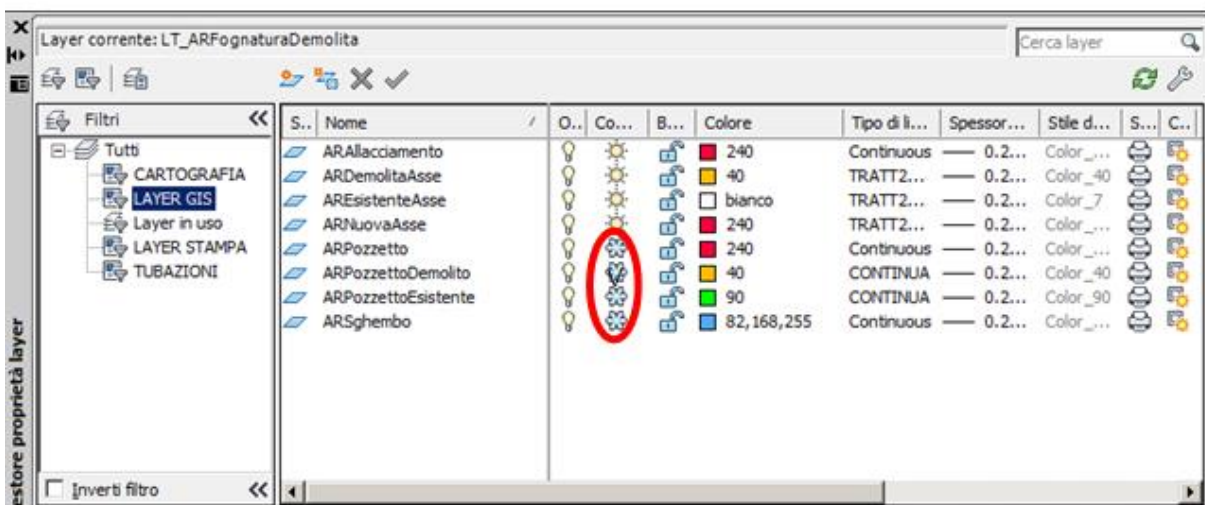 Layer corrente: LT_ARFognaturaDemolita
Cerca layer
Filtri
S.. Nome O.. Co... B... Colore Tipo di li... Spessor... Stile d... S... C..
Tutti
CARTOGRAFIA
LAYER GIS
Layer in uso
LAYER STAMPA
TUBAZIONI
ARAllacciamento 240 Continuous 0.2... Color_...
ARDemolitaAsse 40 TRATT2... 0.2... Color_40
AREsistenteAsse bianco TRATT2... 0.2... Color_7
ARNuovaAsse 240 TRATT2... 0.2... Color_...
ARPozzetto 240 Continuous 0.2... Color_...
ARPozzettoDemolito 40 CONTINUA 0.2... Color_40
ARPozzettoEsistente 90 CONTINUA 0.2... Color_90
ARSghembo 82,168,255 Continuous 0.2... Color_...
Inverti filtro
estore proprietà layer